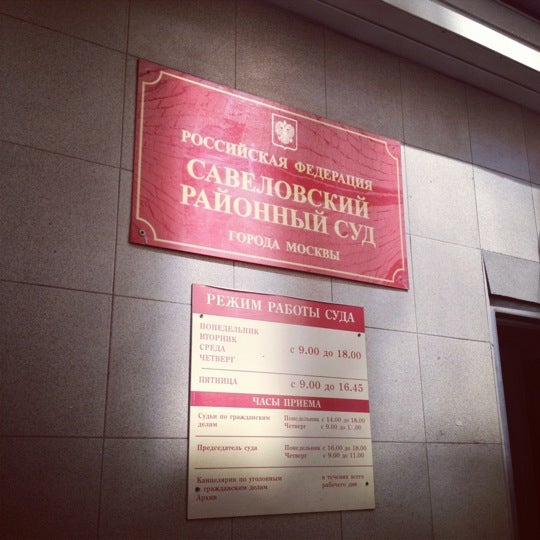 РОССИЙСКАЯ ФЕДЕРАЦИЯ
САВЕЛОВСКИЙ
РАЙОННЫЙ СУД
ГОРОДА МОСКВЫ
РЕЖИМ РАБОТЫ СУДА
ПОНЕДЕЛЬНИК
ВТОРНИК
СРЕДА
ЧЕТВЕРГ
с 9.00 до 18.00
ПЯТНИЦА с 9.00 до 16.45
ЧАСЫ ПРИЕМА
Судьи по гражданским Понедельник с 14.00 до 18.00
делам Четверг с 9.00 до
Председатель суда Понедельник с 16.00 до 18.00
Четверг с 9.00 до 11.00
Канцелярия по уголовным в течении всего
и гражданским делам рабочего дня
Архив